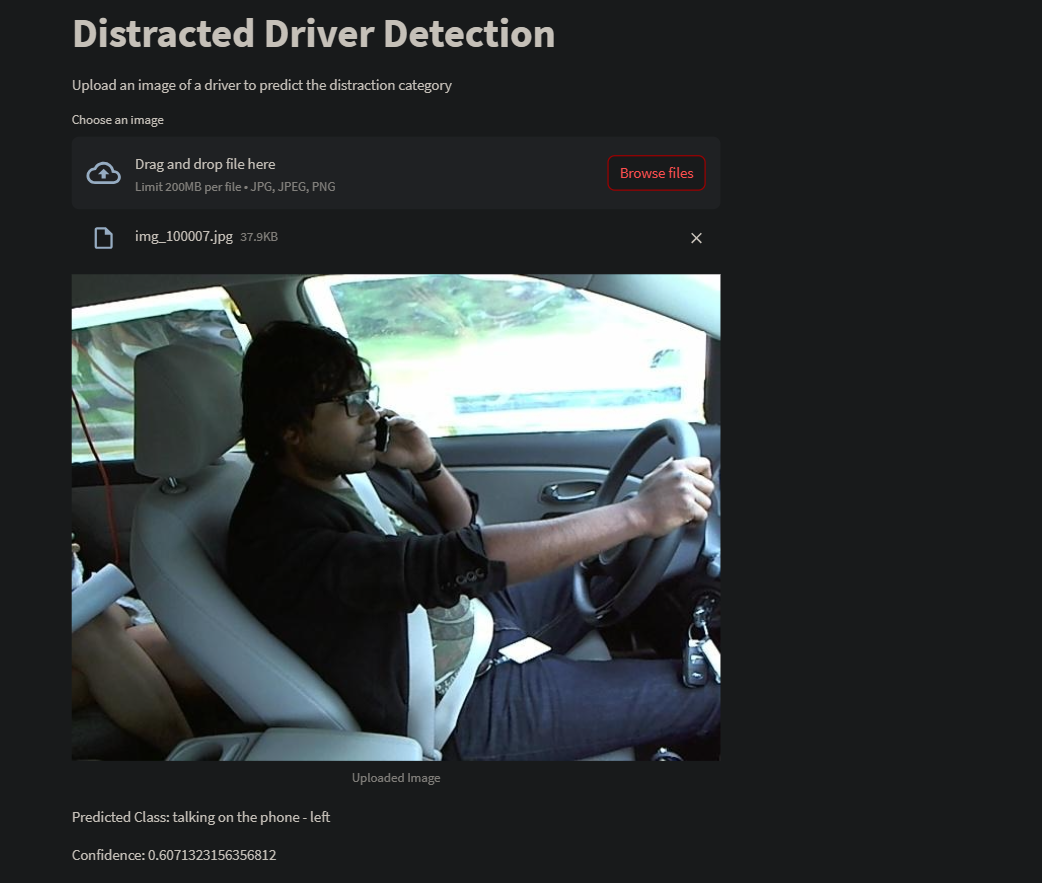 Distracted Driver Detection
Upload an image of a driver to predict the distraction category
Choose an image
Drag and drop file here
Limit 200MB per file • JPG, JPEG, PNG
Browse files
img_100007.jpg 37.9KB
Uploaded Image
Predicted Class: talking on the phone - left
Confidence: 0.6071323156356812